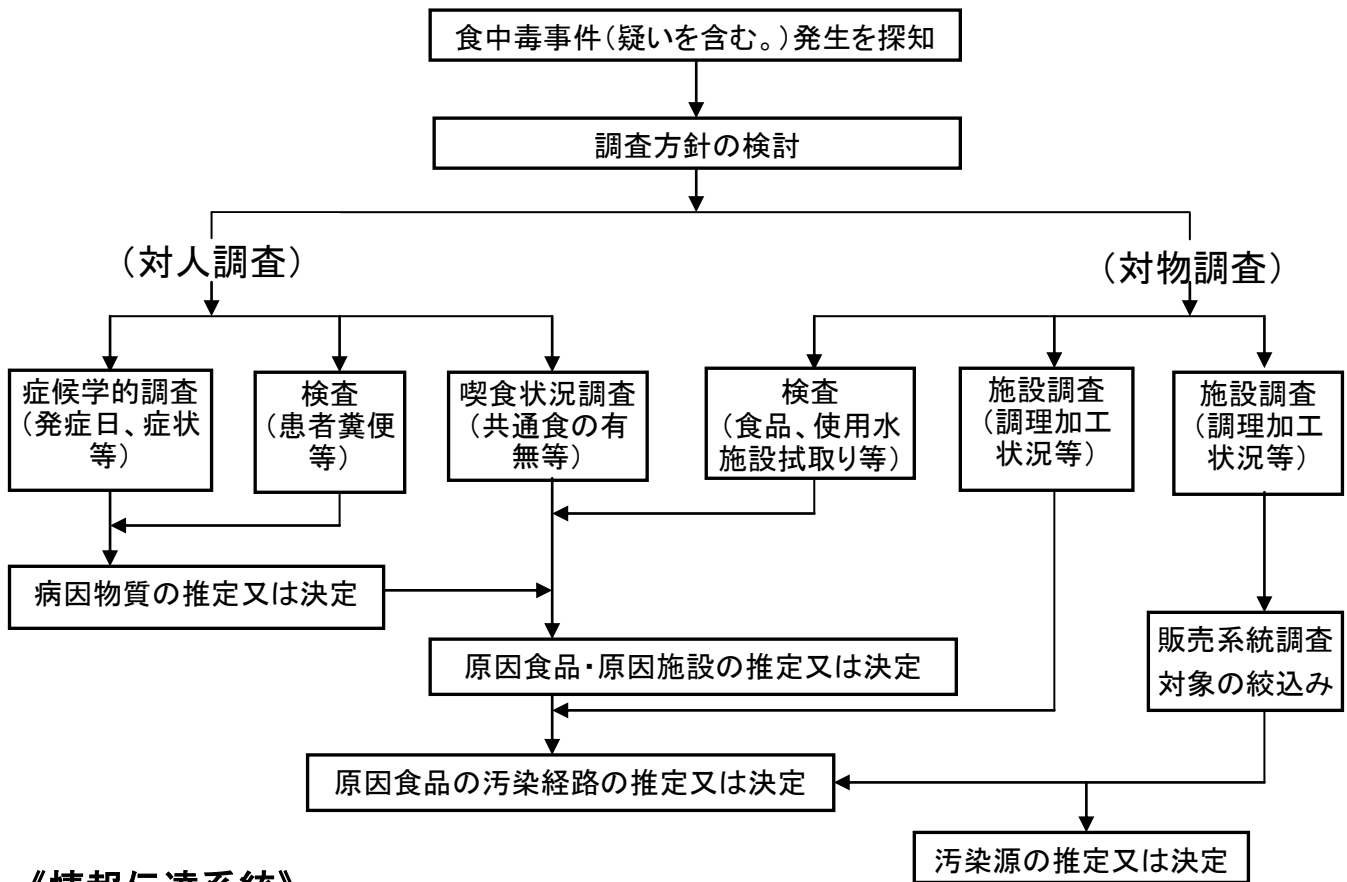 食中毒事件（疑いを含む。）発生を探知
調査方針の検討
（対人調査）
（対物調査）
症候学的調査
（発症日、症状
等）
検査
（患者糞便
等）
喫食状況調査
（共通食の有
無等）
検査
（食品、使用水
施設拭取り等）
施設調査
（調理加工
状況等）
施設調査
（調理加工
状況等）
病因物質の推定又は決定
原因食品・原因施設の推定又は決定
販売系統調査
対象の絞込み
原因食品の汚染経路の推定又は決定
汚染源の推定又は決定
《情報伝達系統》